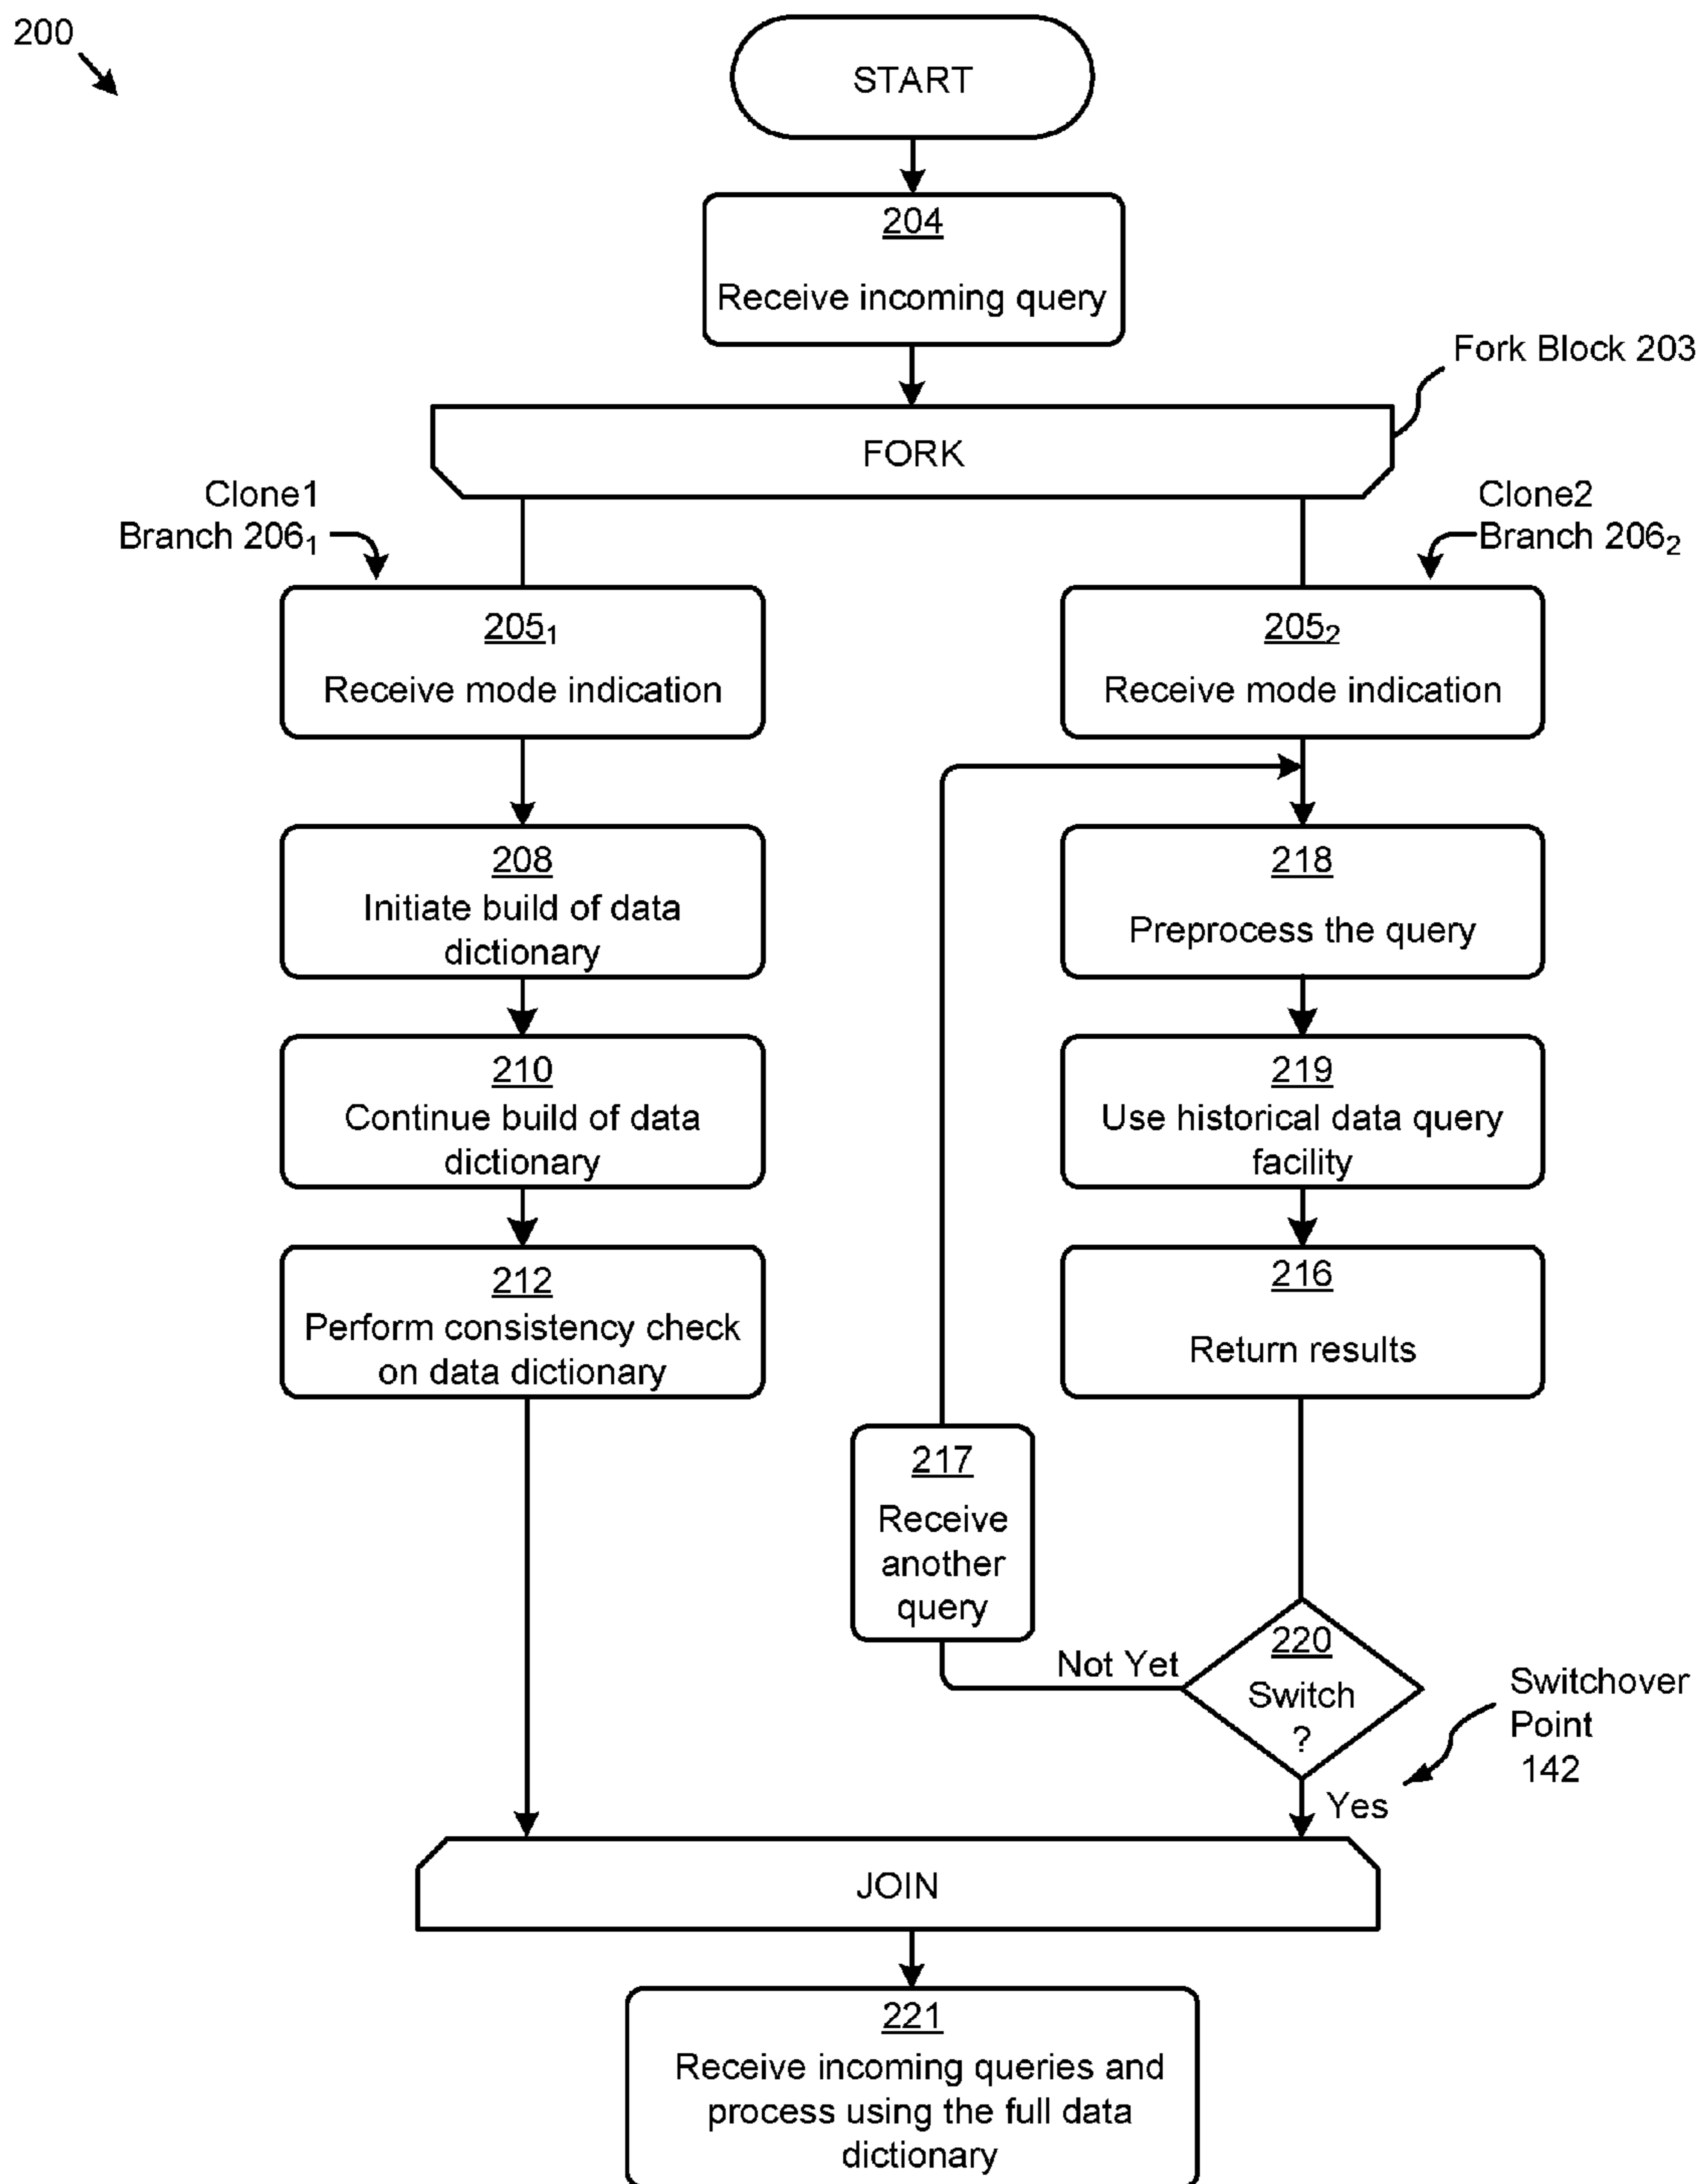 200
START
204
Receive incoming query
Fork Block 203
FORK
Clone1
Branch 206₁
Clone2
Branch 206₂
205₁
Receive mode indication
205₂
Receive mode indication
208
Initiate build of data
dictionary
218
Preprocess the query
210
Continue build of data
dictionary
219
Use historical data query
facility
212
Perform consistency check
on data dictionary
216
Return results
217
Receive
another
query
Not Yet
220
Switch
?
Switchover
Point
142
Yes
JOIN
221
Receive incoming queries and
process using the full data
dictionary